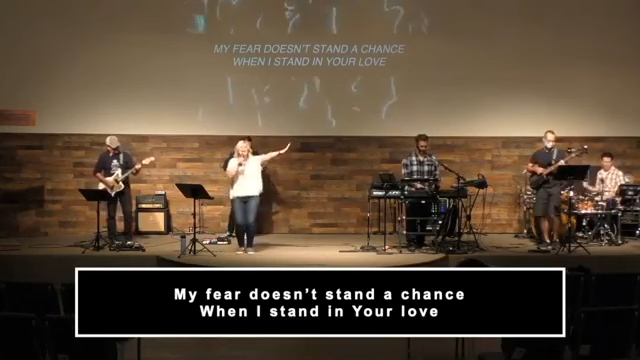 MY FEAR DOESN'T STAND A CHANCE
WHEN I STAND IN YOUR LOVE
My fear doesn't stand a chance
When I stand in Your love